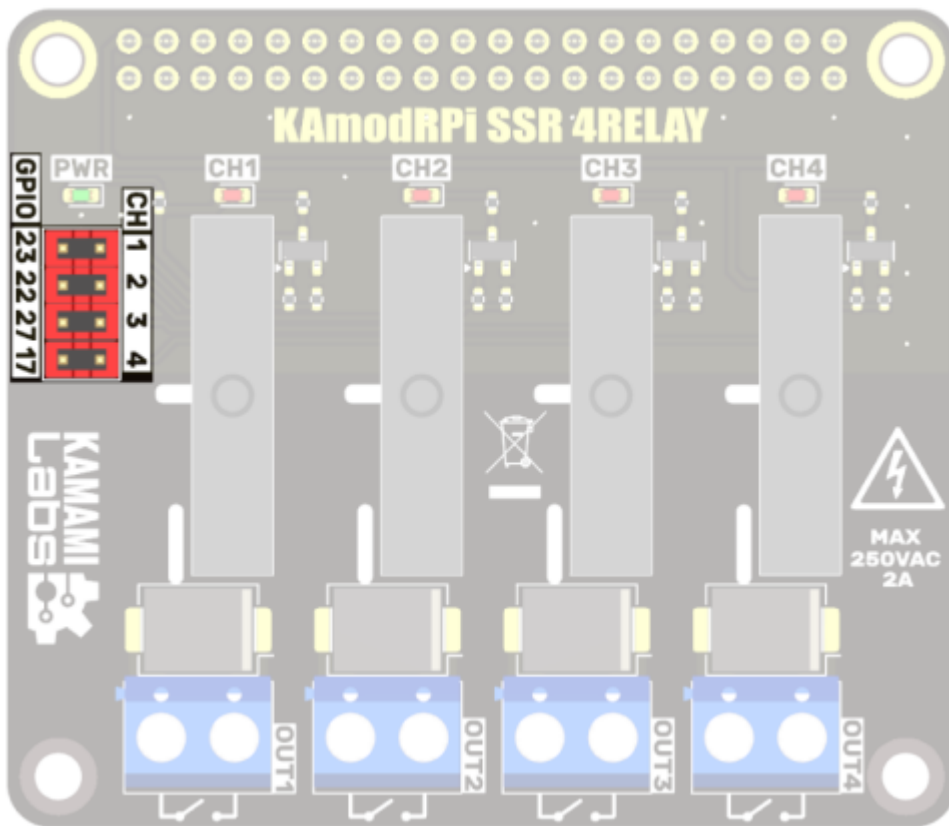 KAmodRPi SSR 4RELAY
PWR
CH1
CH2
CH3
CH4
GPIO
CH
23 1
22 2
27 3
17 4
KAMAMI
Labs
MAX
250VAC
2A
OUT1
OUT2
OUT3
OUT4